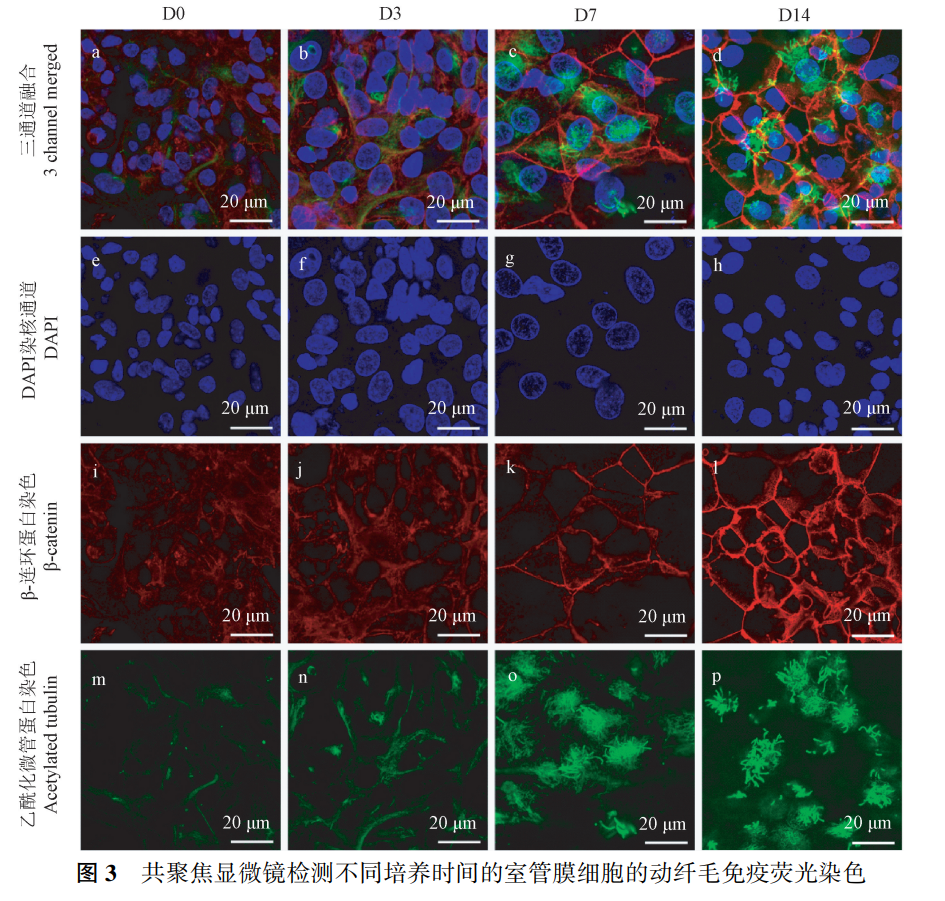 D0 D3 D7 D14
三通道融合
3 channel merged
a b c d
20 μm 20 μm 20 μm 20 μm
DAPI染核通道
DAPI
e f g h
20 μm 20 μm 20 μm 20 μm
β-连环蛋白染色
β-catenin
i j k l
20 μm 20 μm 20 μm 20 μm
乙酰化微管蛋白染色
Acetylated tubulin
m n o p
20 μm 20 μm 20 μm 20 μm
图 3 共聚焦显微镜检测不同培养时间的室管膜细胞的动纤毛免疫荧光染色